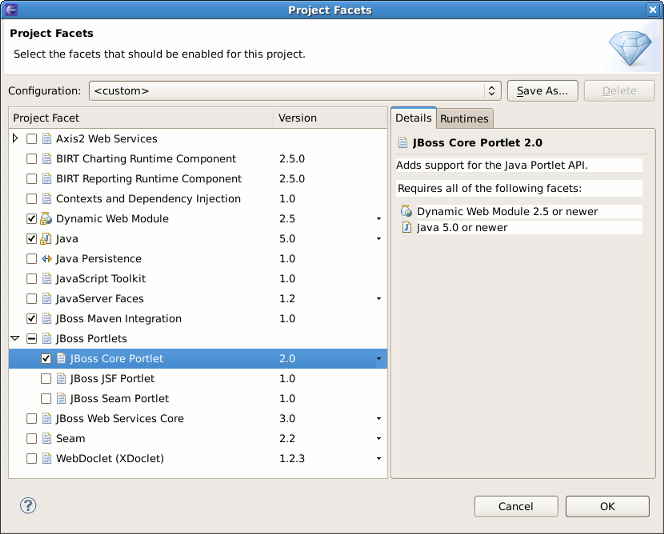 Project Facets
Project Facets
Select the facets that should be enabled for this project.
Configuration: <custom> Save As... Delete
Project Facet Version
Axis2 Web Services
BIRT Charting Runtime Component 2.5.0
BIRT Reporting Runtime Component 2.5.0
Contexts and Dependency Injection 1.0
Dynamic Web Module 2.5
Java 5.0
Java Persistence 1.0
JavaScript Toolkit 1.0
JavaServer Faces 1.2
JBoss Maven Integration 1.0
JBoss Portlets
JBoss Core Portlet 2.0
JBoss JSF Portlet 1.0
JBoss Seam Portlet 1.0
JBoss Web Services Core 3.0
Seam 2.2
WebDoclet (XDoclet) 1.2.3
Details Runtimes
JBoss Core Portlet 2.0
Adds support for the Java Portlet API.
Requires all of the following facets:
Dynamic Web Module 2.5 or newer
Java 5.0 or newer
? Cancel OK